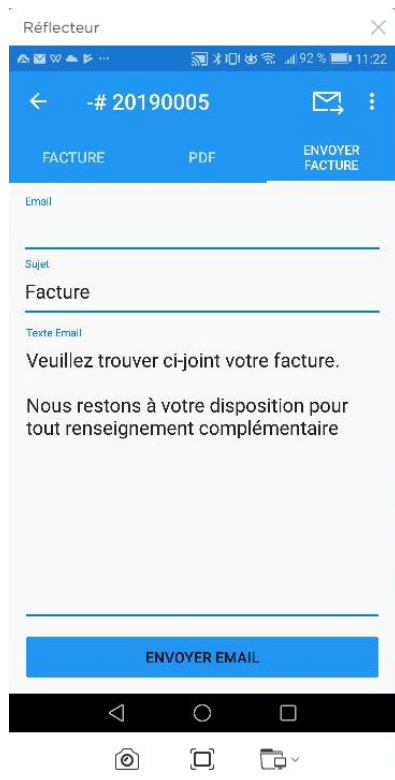 Réflecteur
92 % 11:22
-# 20190005
FACTURE
PDF
ENVOYER
FACTURE
Email
Sujet
Facture
Texte Email
Veuillez trouver ci-joint votre facture.
Nous restons à votre disposition pour
tout renseignement complémentaire
ENVOYER EMAIL